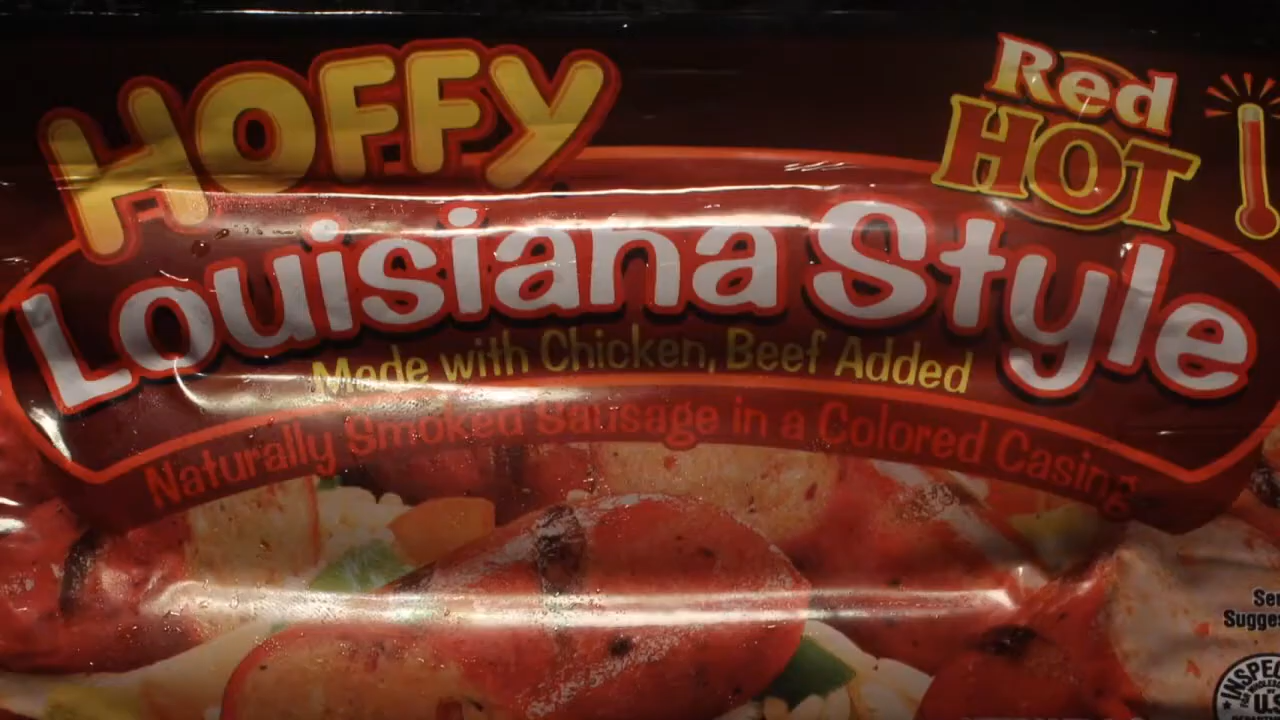 HOFFY
Red
HOT
Louisiana Style
Made with Chicken, Beef Added
Naturally Smoked Sausage in a Colored Casing